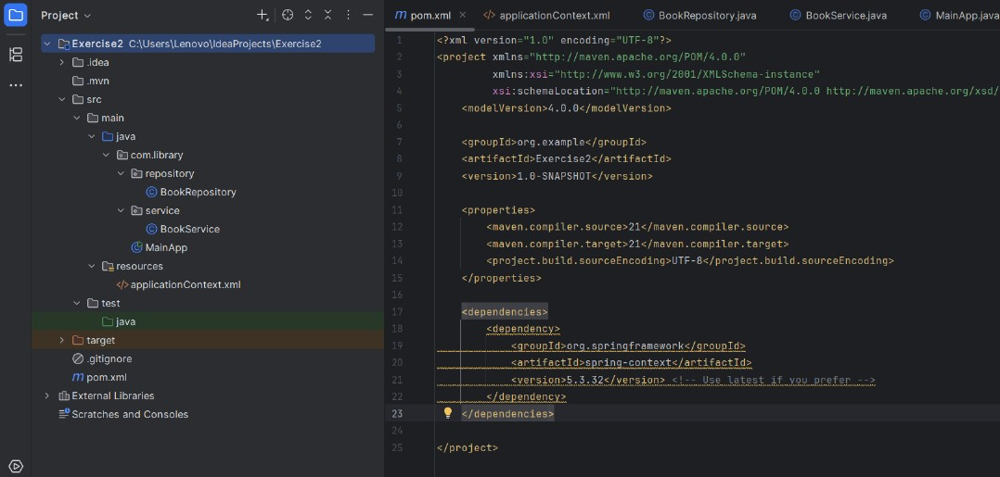 Project
Exercise2 C:\Users\Lenovo\IdeaProjects\Exercise2
.idea
.mvn
src
main
java
com.library
repository
BookRepository
service
BookService
MainApp
resources
applicationContext.xml
test
java
target
.gitignore
pom.xml
External Libraries
Scratches and Consoles
pom.xml applicationContext.xml BookRepository.java BookService.java MainApp.java
1 <?xml version="1.0" encoding="UTF-8"?>
2 <project xmlns="http://maven.apache.org/POM/4.0.0"
3 xmlns:xsi="http://www.w3.org/2001/XMLSchema-instance"
4 xsi:schemaLocation="http://maven.apache.org/POM/4.0.0 http://maven.apache.org/xsd/
5 <modelVersion>4.0.0</modelVersion>
6
7 <groupId>org.example</groupId>
8 <artifactId>Exercise2</artifactId>
9 <version>1.0-SNAPSHOT</version>
10
11 <properties>
12 <maven.compiler.source>21</maven.compiler.source>
13 <maven.compiler.target>21</maven.compiler.target>
14 <project.build.sourceEncoding>UTF-8</project.build.sourceEncoding>
15 </properties>
16
17 <dependencies>
18 <dependency>
19 <groupId>org.springframework</groupId>
20 <artifactId>spring-context</artifactId>
21 <version>5.3.32</version> <!-- Use latest if you prefer -->
22 </dependency>
23 </dependencies>
24
25 </project>